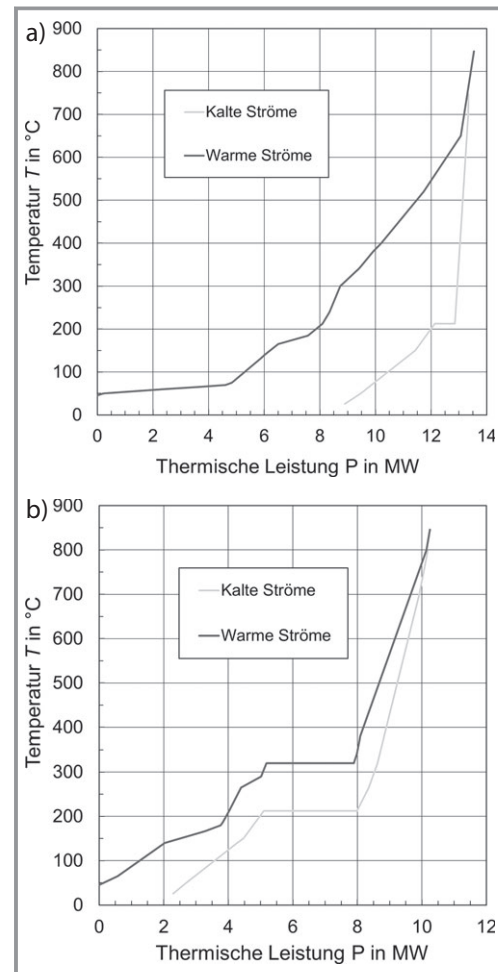 a)
900
800
700
600
500
400
300
200
100
0
Temperatur T in °C
Kalte Ströme
Warme Ströme
0 2 4 6 8 10 12 14
Thermische Leistung P in MW
b)
900
800
700
600
500
400
300
200
100
0
Temperatur T in °C
Kalte Ströme
Warme Ströme
0 2 4 6 8 10 12
Thermische Leistung P in MW